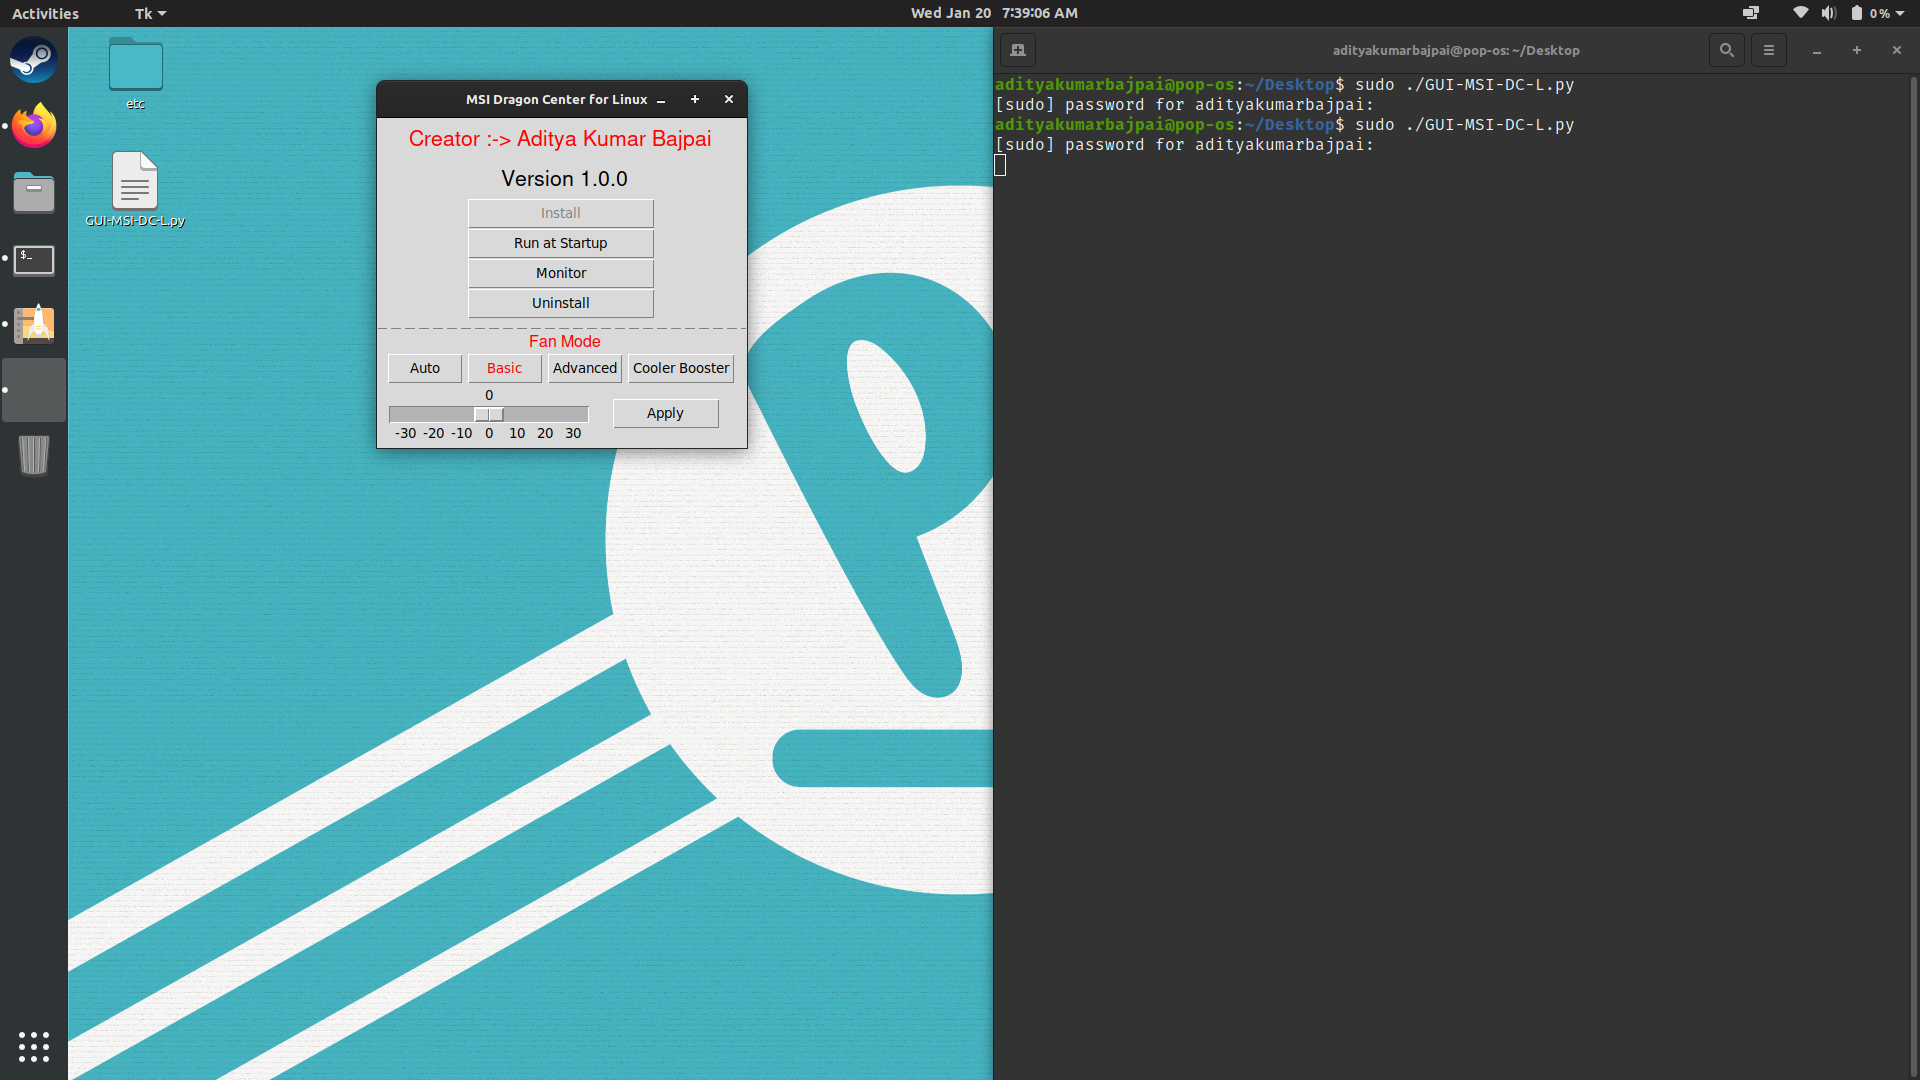 Activities Tk Wed Jan 20 7:39:06 AM 0 %
etc
GUI-MSI-DC-L.py
MSI Dragon Center for Linux
Creator :-> Aditya Kumar Bajpai
Version 1.0.0
Install
Run at Startup
Monitor
Uninstall
Fan Mode
Auto Basic Advanced Cooler Booster
0
Apply
-30 -20 -10 0 10 20 30
adityakumarbajpai@pop-os: ~/Desktop
adityakumarbajpai@pop-os:~/Desktop$ sudo ./GUI-MSI-DC-L.py
[sudo] password for adityakumarbajpai:
adityakumarbajpai@pop-os:~/Desktop$ sudo ./GUI-MSI-DC-L.py
[sudo] password for adityakumarbajpai:
$_